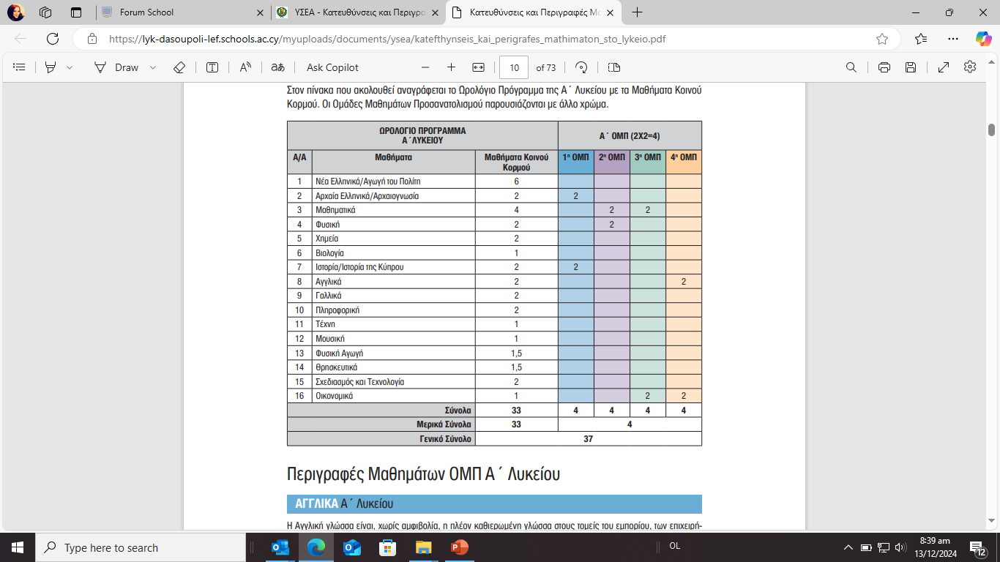 Forum School
ΥΣΕΑ - Κατευθύνσεις και Περιγρα
Κατευθύνσεις και Περιγραφές Μα
https://lyk-dasoupoli-lef.schools.ac.cy/myuploads/documents/ysea/katefthynseis_kai_perigrafes_mathimaton_sto_lykeio.pdf
Draw
Ask Copilot
10 of 73
Στον πίνακα που ακολουθεί αναγράφεται το Ωρολόγιο Πρόγραμμα της Α΄ Λυκείου με τα Μαθήματα Κοινού
Κορμού. Οι Ομάδες Μαθημάτων Προσανατολισμού παρουσιάζονται με άλλο χρώμα.
ΩΡΟΛΟΓΙΟ ΠΡΟΓΡΑΜΜΑ
Α΄ΛΥΚΕΙΟΥ
Α΄ ΟΜΠ (2Χ2=4)
Α/Α Μαθήματα Μαθήματα Κοινού
Κορμού
1η ΟΜΠ 2η ΟΜΠ 3η ΟΜΠ 4η ΟΜΠ
1 Νέα Ελληνικά/Αγωγή του Πολίτη 6
2 Αρχαία Ελληνικά/Αρχαιογνωσία 2 2
3 Μαθηματικά 4 2 2
4 Φυσική 2 2
5 Χημεία 2
6 Βιολογία 1
7 Ιστορία/Ιστορία της Κύπρου 2 2
8 Αγγλικά 2 2
9 Γαλλικά 2
10 Πληροφορική 2
11 Τέχνη 1
12 Μουσική 1
13 Φυσική Αγωγή 1,5
14 Θρησκευτικά 1,5
15 Σχεδιασμός και Τεχνολογία 2
16 Οικονομικά 1 2 2
Σύνολα 33 4 4 4 4
Μερικά Σύνολα 33 4
Γενικό Σύνολο 37
Περιγραφές Μαθημάτων ΟΜΠ Α΄ Λυκείου
ΑΓΓΛΙΚΑ Α΄ Λυκείου
Η Αγγλική γλώσσα είναι, χωρίς αμφιβολία, η πλέον καθιερωμένη γλώσσα στους τομείς του εμπορίου, των επιχειρή-
Type here to search
OL
8:39 am
13/12/2024
12